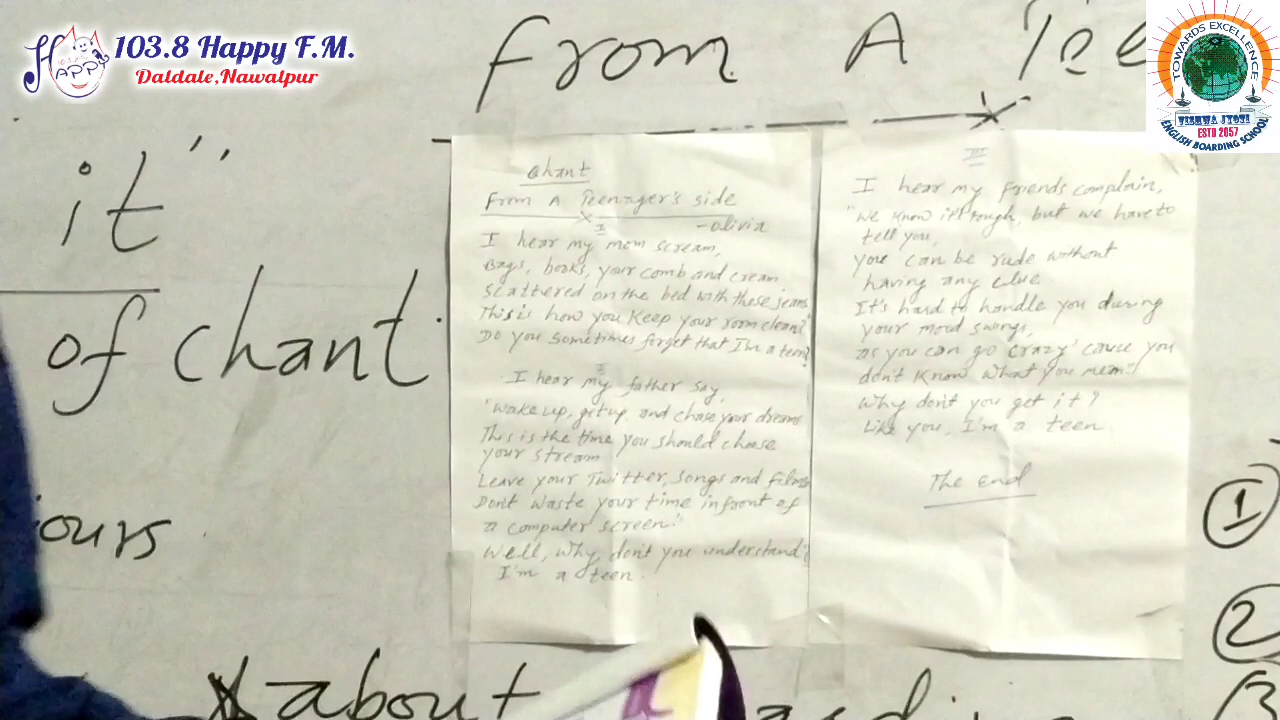 103.8 Happy F.M.
Daldale,Nawalpur
HAPPY
TOWARDS EXCELLENCE
VISHWA JYOTI
ESTD 2057
ENGLISH BOARDING SCHOOL
from A Tee
it"
of chant
iours
about
Chant
From A Teenager's side
-Olivia
I
I hear my mom scream,
Bags, books, your comb and cream
Scattered on the bed with these jeans
This is how you Keep your room clean?
Do you sometimes forget that I'm a teen?
II
I hear my father say,
"Wake up, get up and chase your dreams
This is the time you should choose
your stream
Leave your Twitter, songs and films
Don't waste your time infront of
a computer screen."
Well, why don't you understand?
I'm a teen.
III
I hear my friends complain,
"We know it's rough, but we have to
tell you,
you can be rude without
having any clue
It's hard to handle you during
your mood swings,
as you can go crazy 'cause you
don't know what you mean."
Why don't you get it?
Like you, I'm a teen.
The end
1
2
3